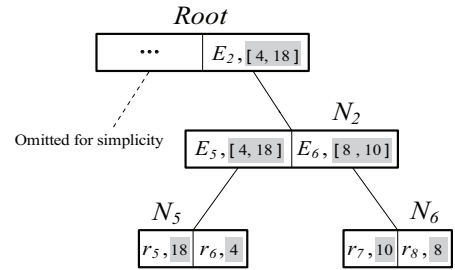 Root
... E2, [ 4, 18 ]
Omitted for simplicity
N2
E5, [ 4, 18 ] E6, [ 8 , 10 ]
N5 N6
r5, 18 r6, 4 r7, 10 r8, 8